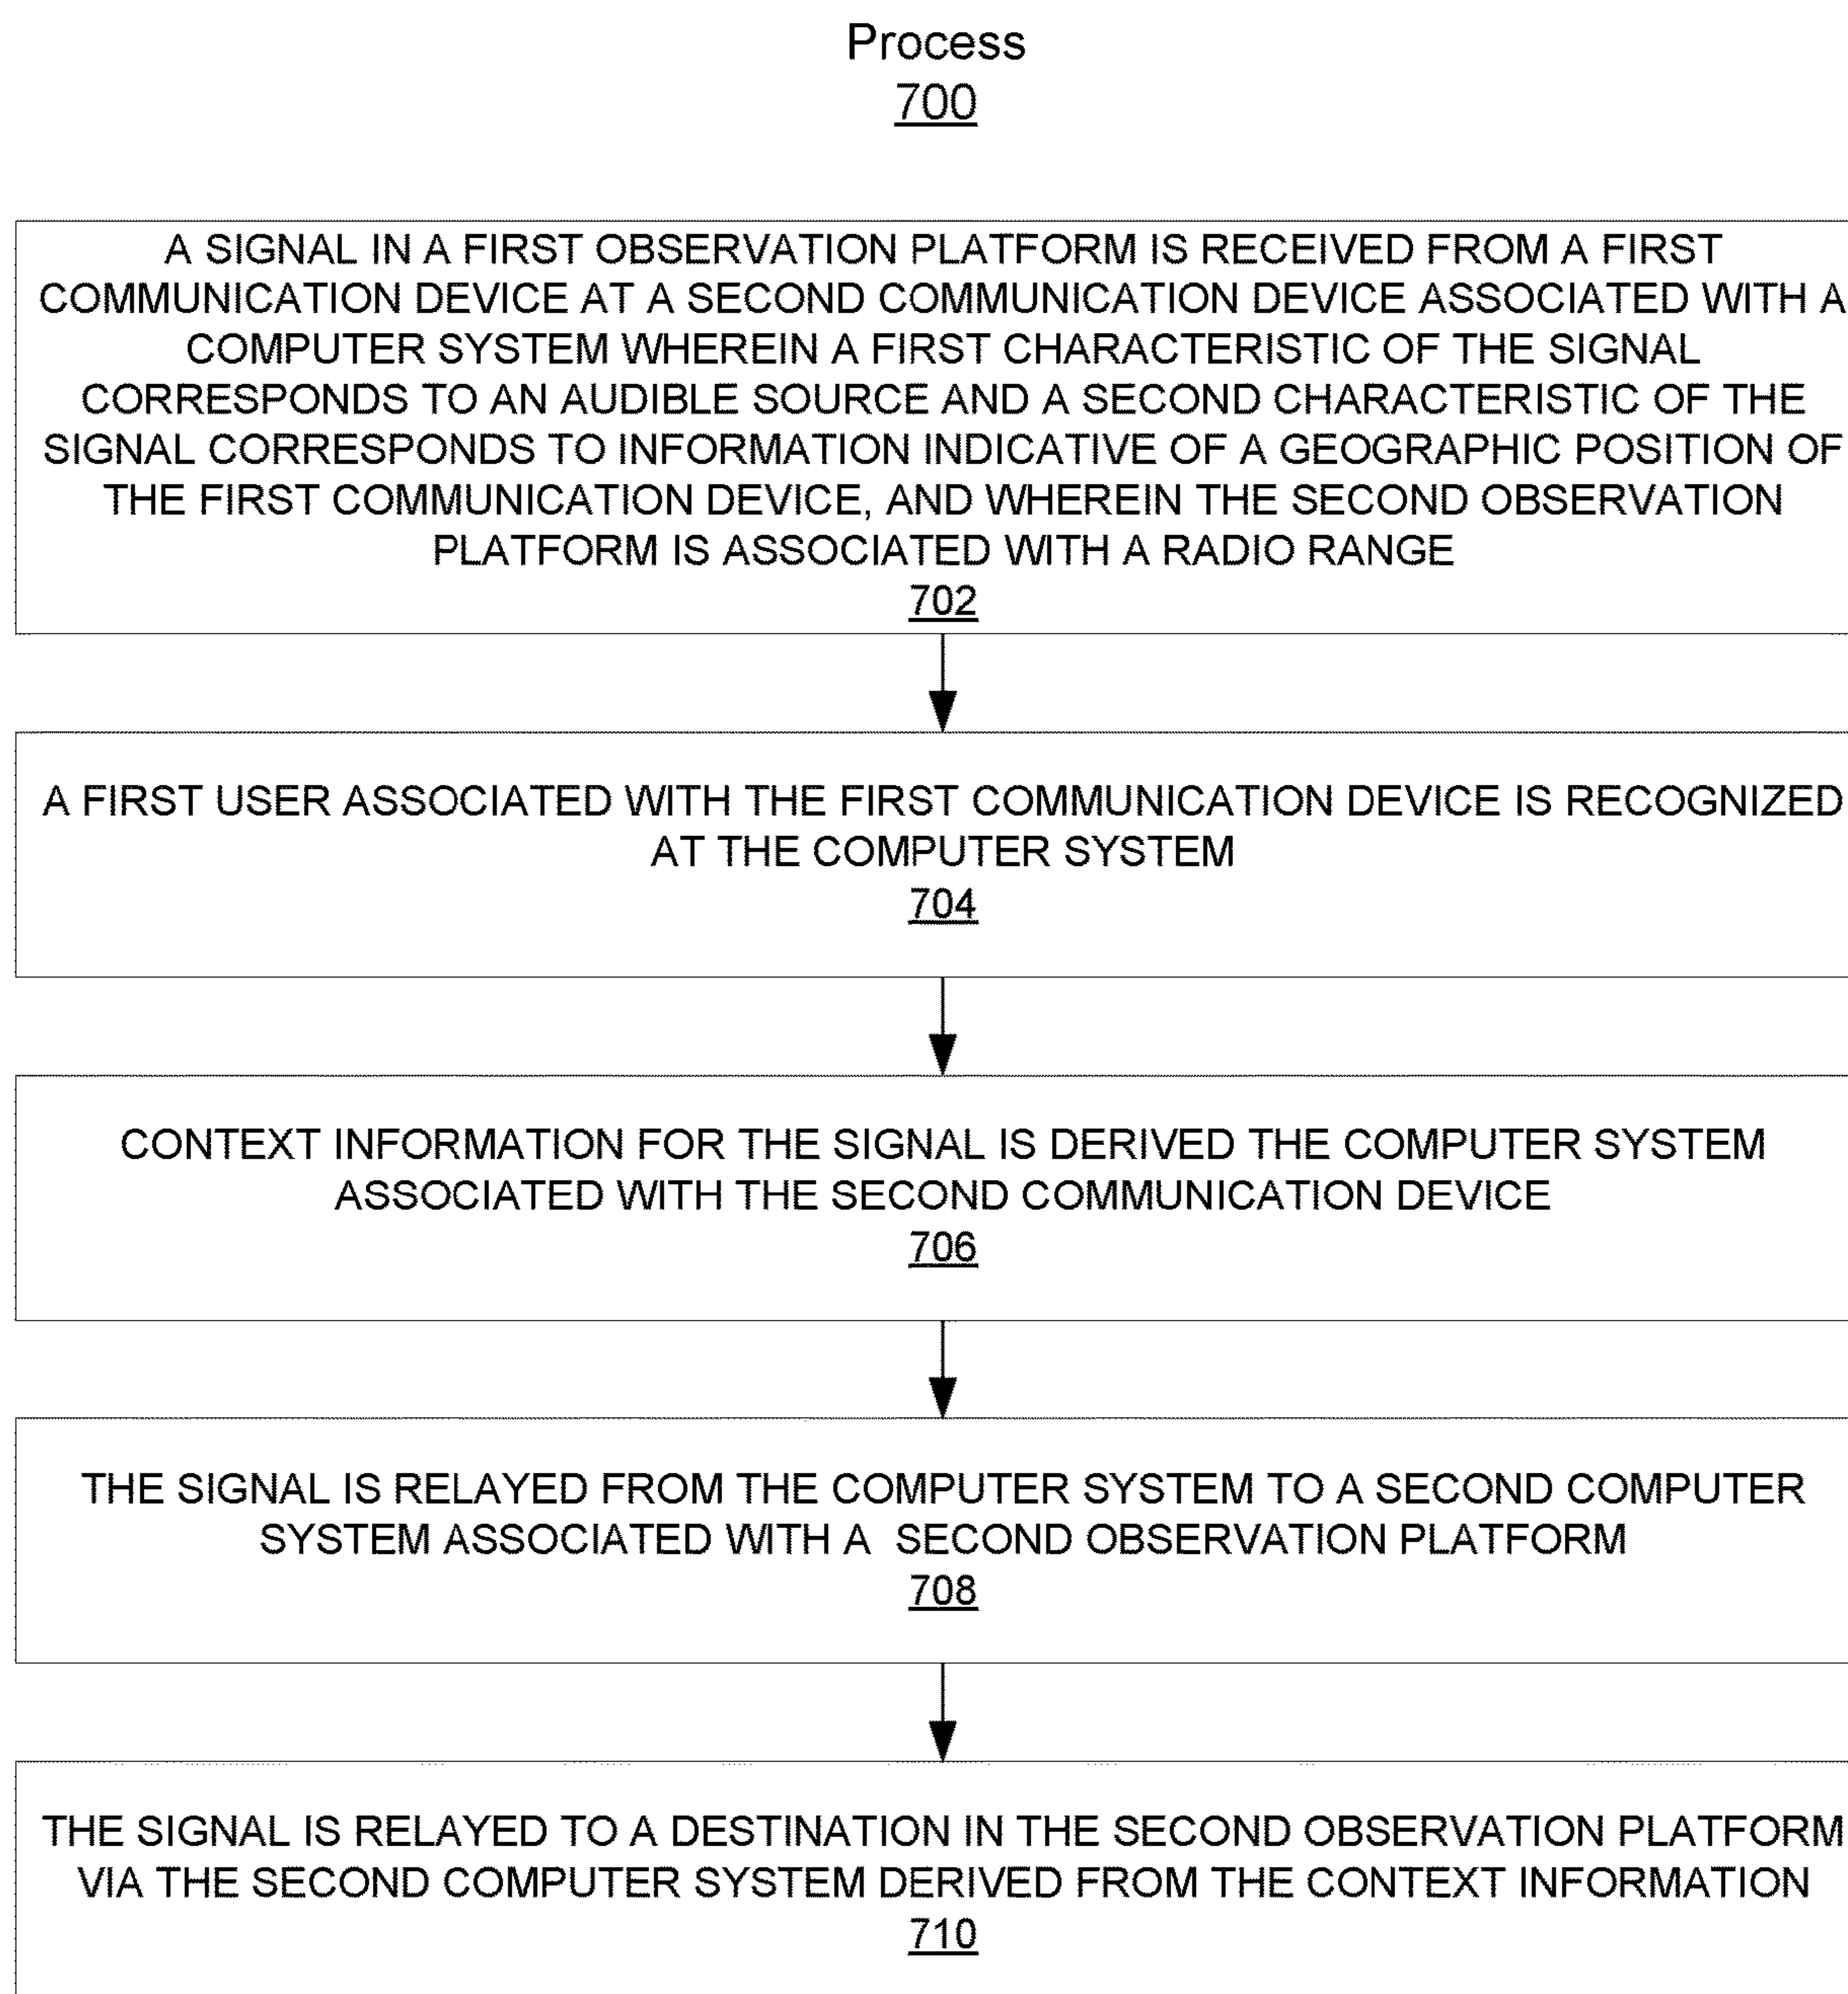 Process
700
A SIGNAL IN A FIRST OBSERVATION PLATFORM IS RECEIVED FROM A FIRST
COMMUNICATION DEVICE AT A SECOND COMMUNICATION DEVICE ASSOCIATED WITH A
COMPUTER SYSTEM WHEREIN A FIRST CHARACTERISTIC OF THE SIGNAL
CORRESPONDS TO AN AUDIBLE SOURCE AND A SECOND CHARACTERISTIC OF THE
SIGNAL CORRESPONDS TO INFORMATION INDICATIVE OF A GEOGRAPHIC POSITION OF
THE FIRST COMMUNICATION DEVICE, AND WHEREIN THE SECOND OBSERVATION
PLATFORM IS ASSOCIATED WITH A RADIO RANGE
702
A FIRST USER ASSOCIATED WITH THE FIRST COMMUNICATION DEVICE IS RECOGNIZED
AT THE COMPUTER SYSTEM
704
CONTEXT INFORMATION FOR THE SIGNAL IS DERIVED THE COMPUTER SYSTEM
ASSOCIATED WITH THE SECOND COMMUNICATION DEVICE
706
THE SIGNAL IS RELAYED FROM THE COMPUTER SYSTEM TO A SECOND COMPUTER
SYSTEM ASSOCIATED WITH A SECOND OBSERVATION PLATFORM
708
THE SIGNAL IS RELAYED TO A DESTINATION IN THE SECOND OBSERVATION PLATFORM
VIA THE SECOND COMPUTER SYSTEM DERIVED FROM THE CONTEXT INFORMATION
710